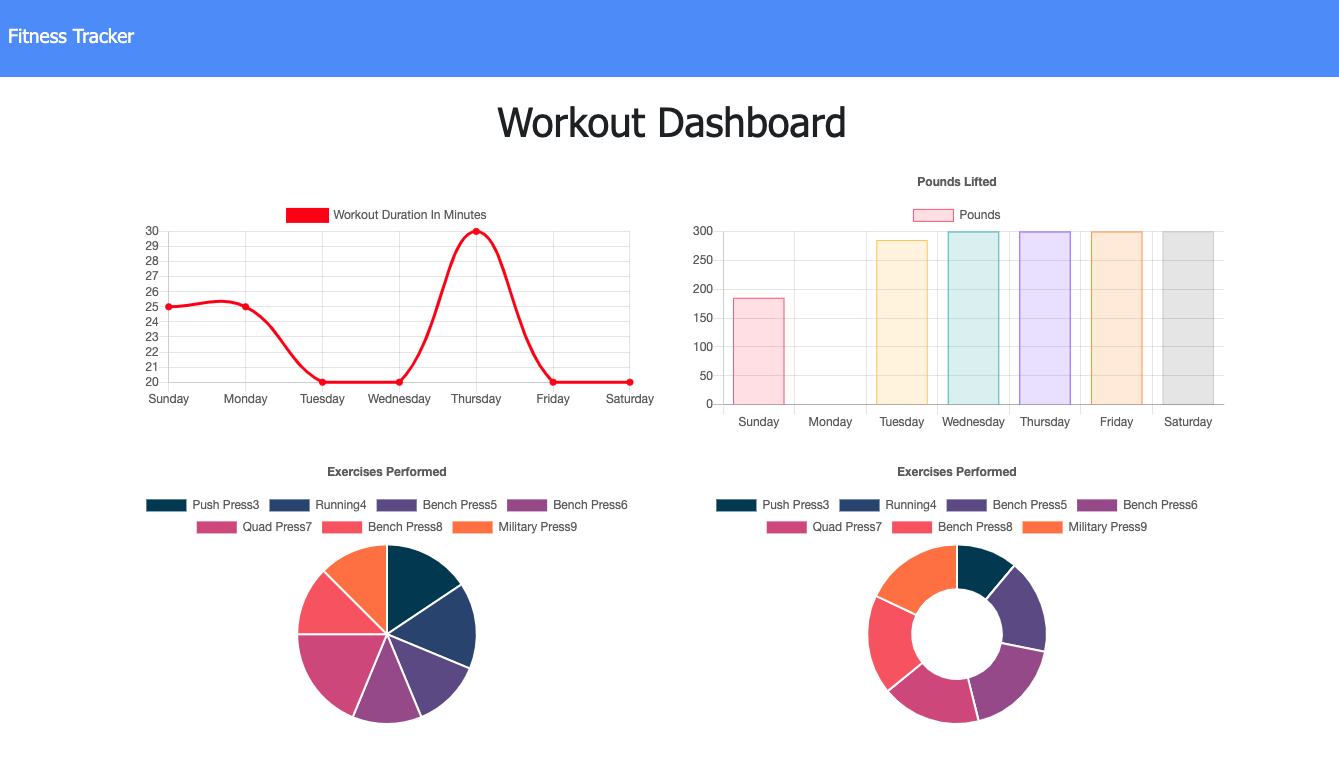 Fitness Tracker
Workout Dashboard
Workout Duration In Minutes
30
29
28
27
26
25
24
23
22
21
20
Sunday Monday Tuesday Wednesday Thursday Friday Saturday
Pounds Lifted
Pounds
300
250
200
150
100
50
0
Sunday Monday Tuesday Wednesday Thursday Friday Saturday
Exercises Performed
Push Press3 Running4 Bench Press5 Bench Press6
Quad Press7 Bench Press8 Military Press9
Exercises Performed
Push Press3 Running4 Bench Press5 Bench Press6
Quad Press7 Bench Press8 Military Press9